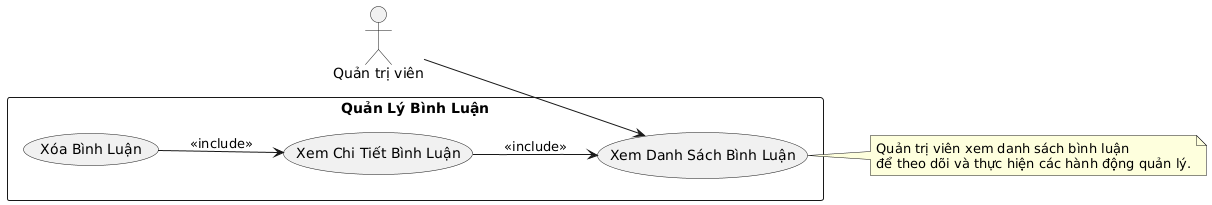 Quản trị viên
Quản Lý Bình Luận
Xóa Bình Luận
«include»
Xem Chi Tiết Bình Luận
«include»
Xem Danh Sách Bình Luận
Quản trị viên xem danh sách bình luận
để theo dõi và thực hiện các hành động quản lý.